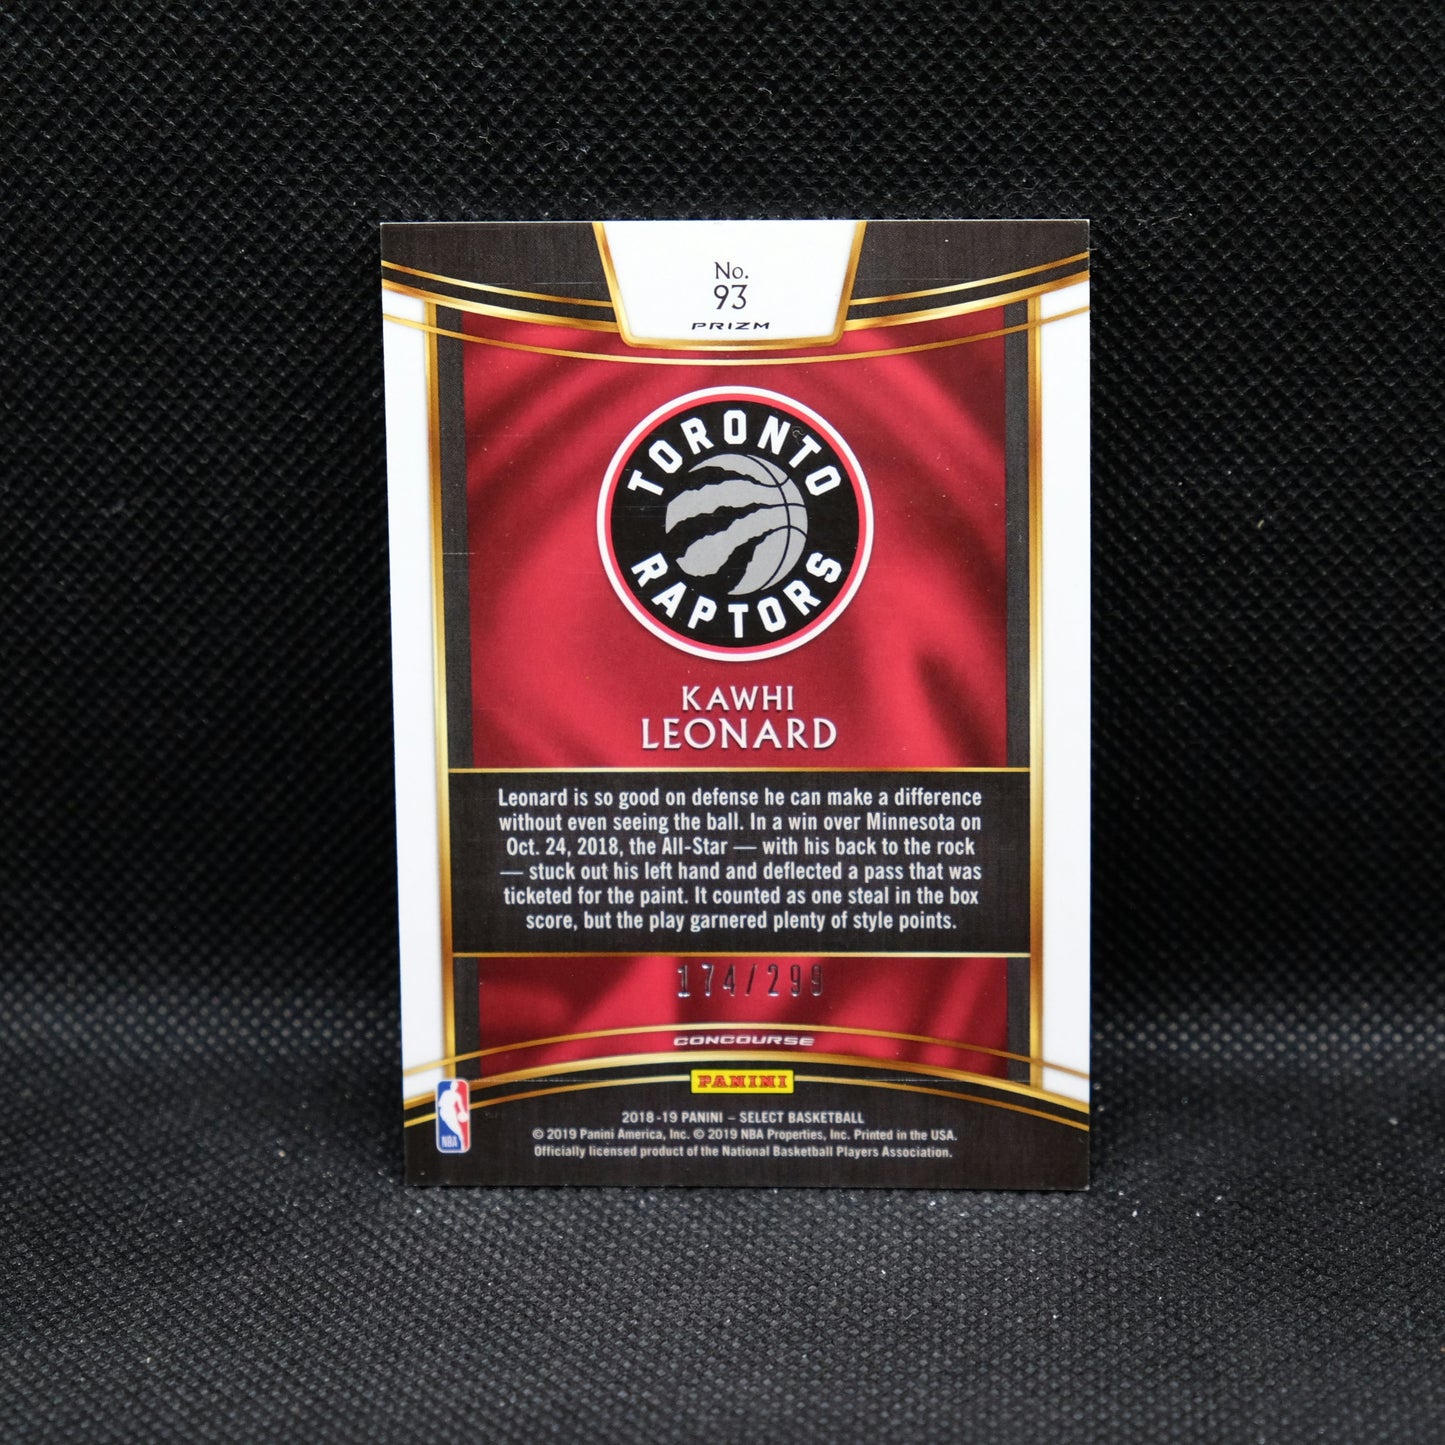 No.
93
PRIZM
TORONTO
RAPTORS
KAWHI
LEONARD
Leonard is so good on defense he can make a difference
without even seeing the ball. In a win over Minnesota on
Oct. 24, 2018, the All-Star — with his back to the rock
— stuck out his left hand and deflected a pass that was
ticketed for the paint. It counted as one steal in the box
score, but the play garnered plenty of style points.
174/299
CONCOURSE
PANINI
NBA
2018-19 PANINI – SELECT BASKETBALL
© 2019 Panini America, Inc. © 2019 NBA Properties, Inc. Printed in the USA.
Officially licensed product of the National Basketball Players Association.